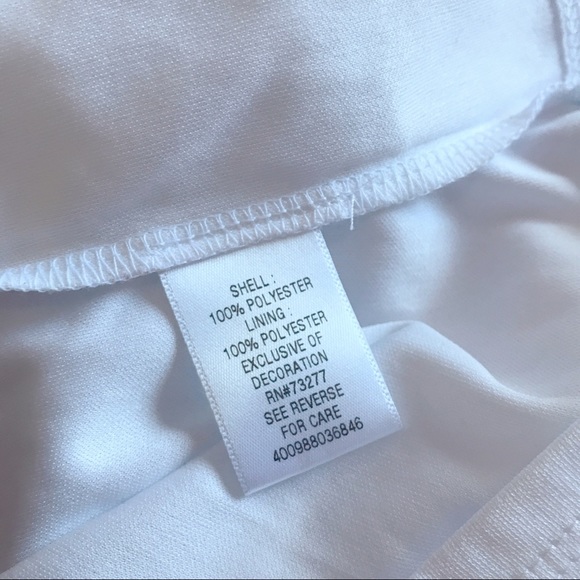 SHELL :
100% POLYESTER
LINING :
100% POLYESTER
EXCLUSIVE OF
DECORATION
RN#73277
SEE REVERSE
FOR CARE
400988036846